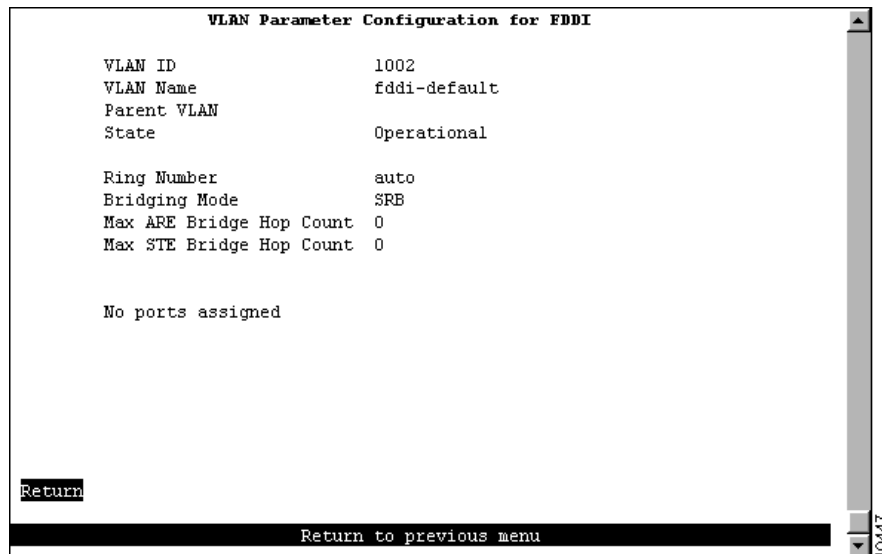 VLAN Parameter Configuration for FDDI
VLAN ID 1002
VLAN Name fddi-default
Parent VLAN
State Operational
Ring Number auto
Bridging Mode SRB
Max ARE Bridge Hop Count 0
Max STE Bridge Hop Count 0
No ports assigned
Return
Return to previous menu